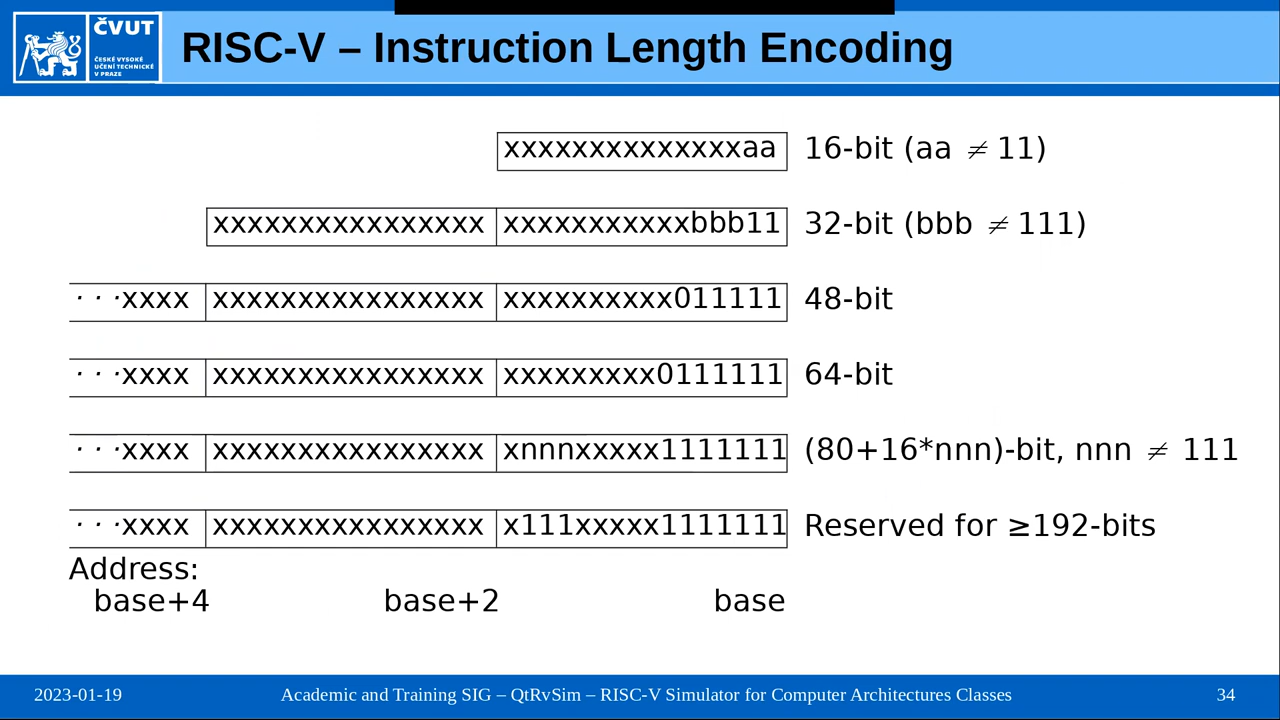 ČVUT
ČESKÉ VYSOKÉ
UČENÍ TECHNICKÉ
V PRAZE
RISC-V – Instruction Length Encoding
xxxxxxxxxxxxxxaa 16-bit (aa ≠ 11)
xxxxxxxxxxxxxxxx xxxxxxxxxxxbbb11 32-bit (bbb ≠ 111)
· · ·xxxx xxxxxxxxxxxxxxxx xxxxxxxxxx011111 48-bit
· · ·xxxx xxxxxxxxxxxxxxxx xxxxxxxxx0111111 64-bit
· · ·xxxx xxxxxxxxxxxxxxxx xnnnxxxxx1111111 (80+16*nnn)-bit, nnn ≠ 111
· · ·xxxx xxxxxxxxxxxxxxxx x111xxxxx1111111 Reserved for ≥192-bits
Address:
base+4 base+2 base
2023-01-19 Academic and Training SIG – QtRvSim – RISC-V Simulator for Computer Architectures Classes 34